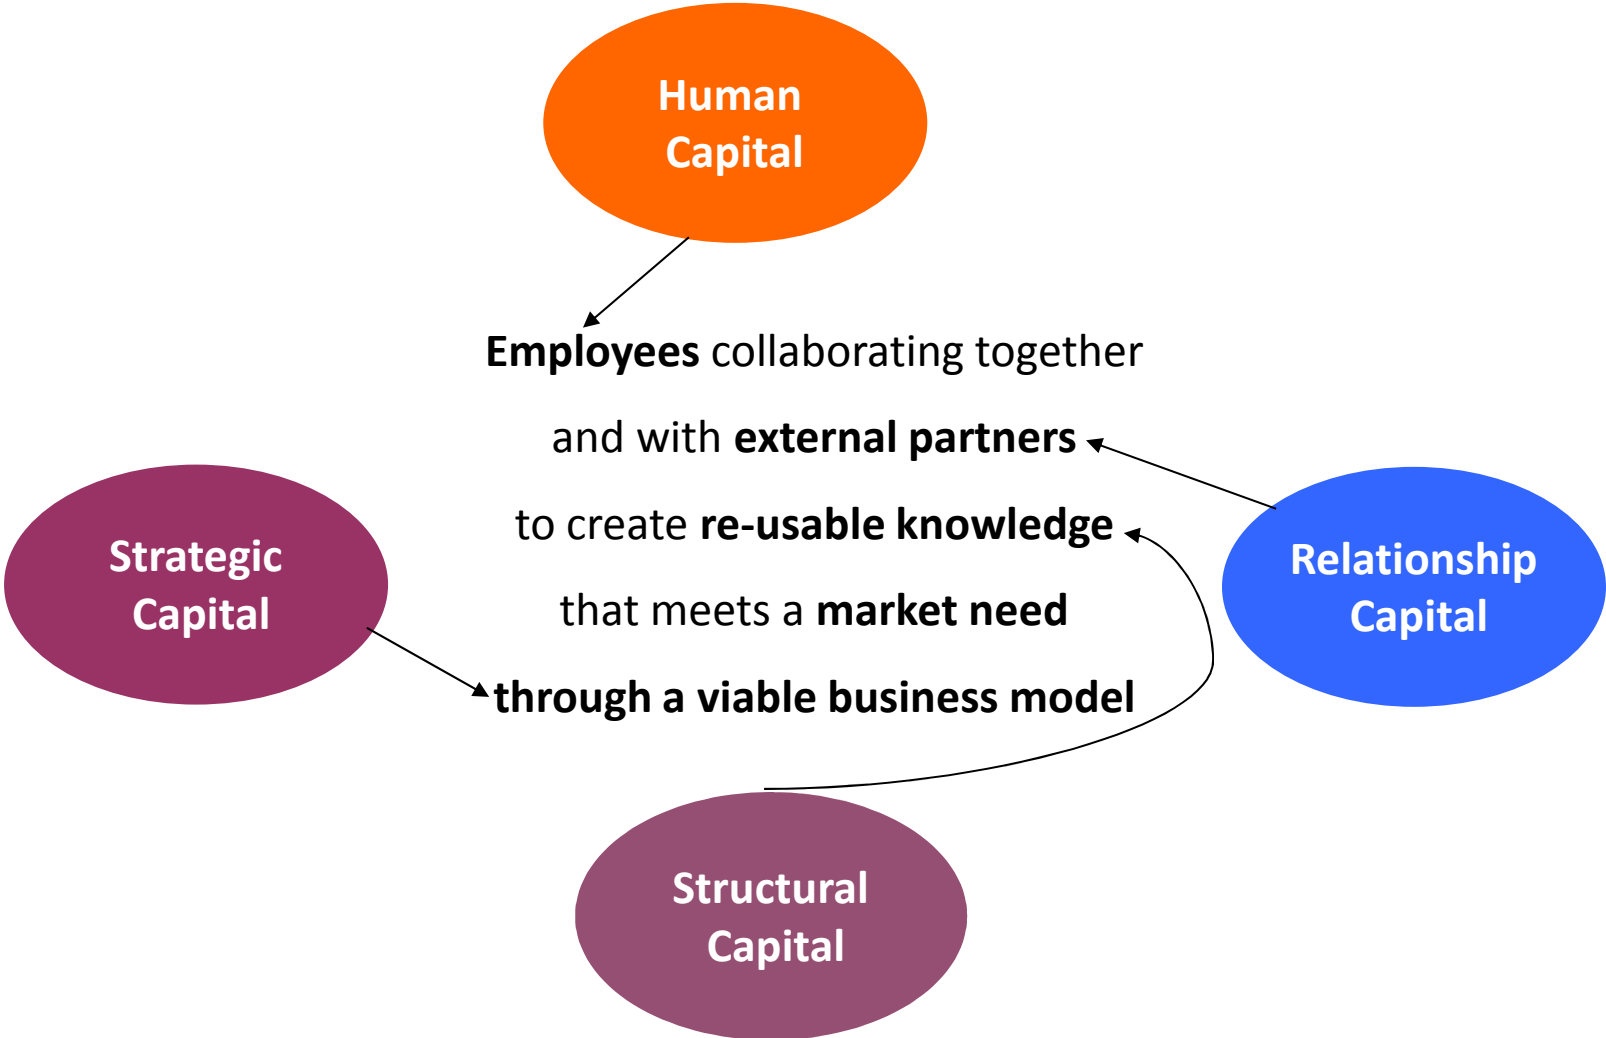 Human
Capital
Employees collaborating together
and with external partners
to create re-usable knowledge
that meets a market need
through a viable business model
Strategic
Capital
Relationship
Capital
Structural
Capital